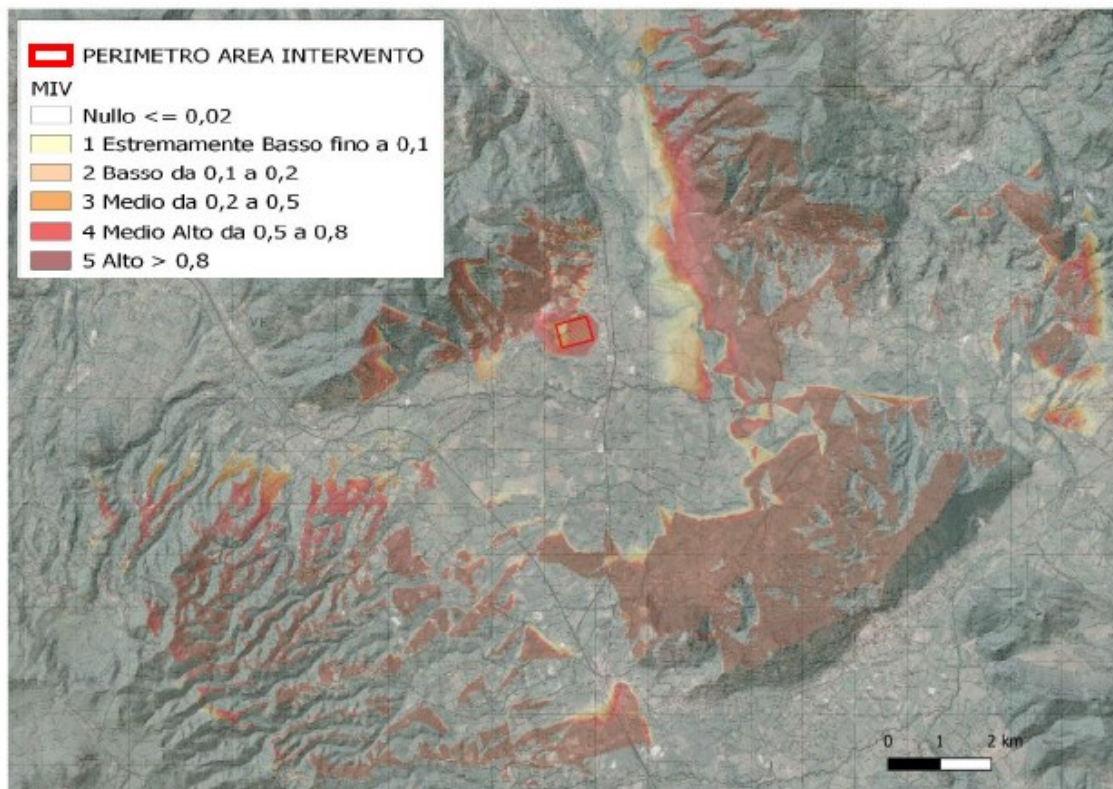 PERIMETRO AREA INTERVENTO
MIV
Nullo <= 0,02
1 Estremamente Basso fino a 0,1
2 Basso da 0,1 a 0,2
3 Medio da 0,2 a 0,5
4 Medio Alto da 0,5 a 0,8
5 Alto > 0,8
0 1 2 km